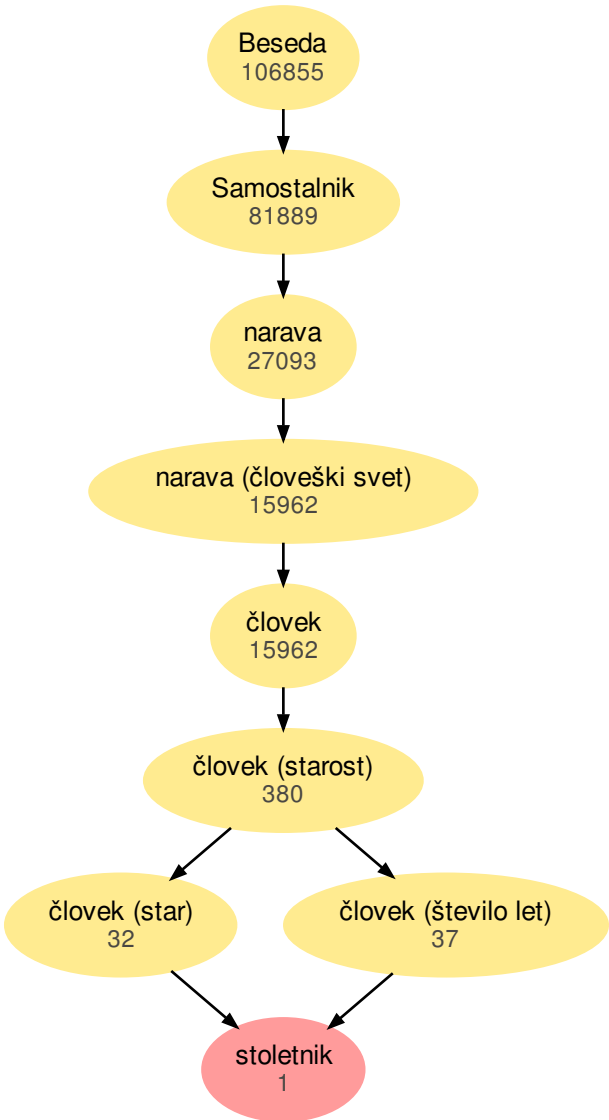 Beseda
106855
Samostalnik
81889
narava
27093
narava (človeški svet)
15962
človek
15962
človek (starost)
380
človek (star)
32
človek (število let)
37
stoletnik
1